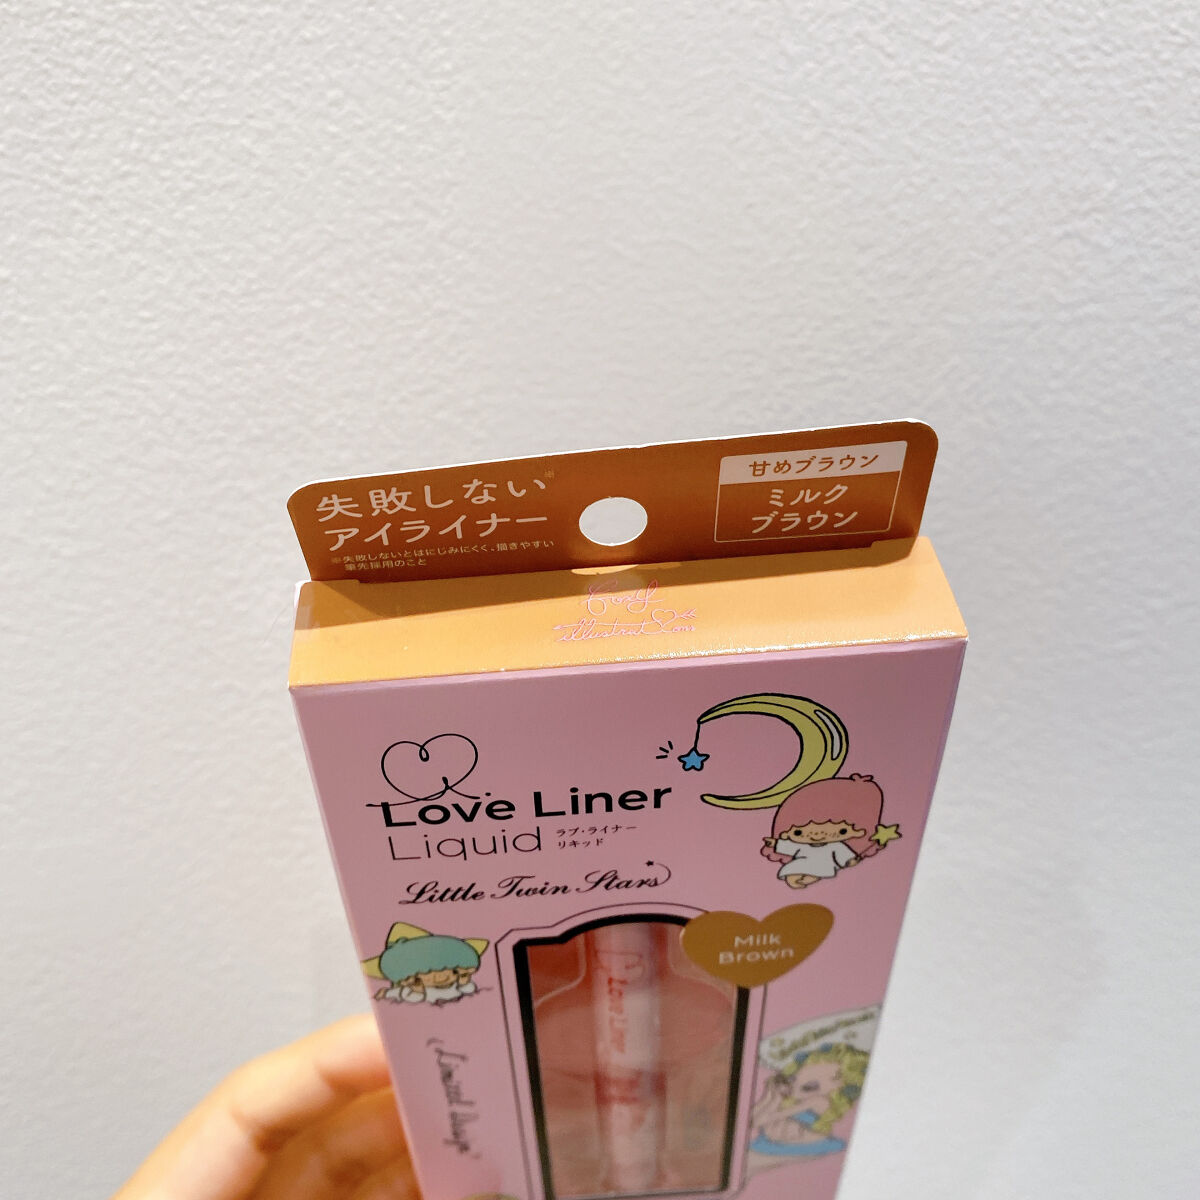 失敗しない※
アイライナー
※失敗しないとはにじみにくく、描きやすい
筆先採用のこと
甘めブラウン
ミルク
ブラウン
Love Liner
Liquid
ラブ・ライナー
リキッド
Little Twin Stars
Milk
Brown
Love Liner
Limited design